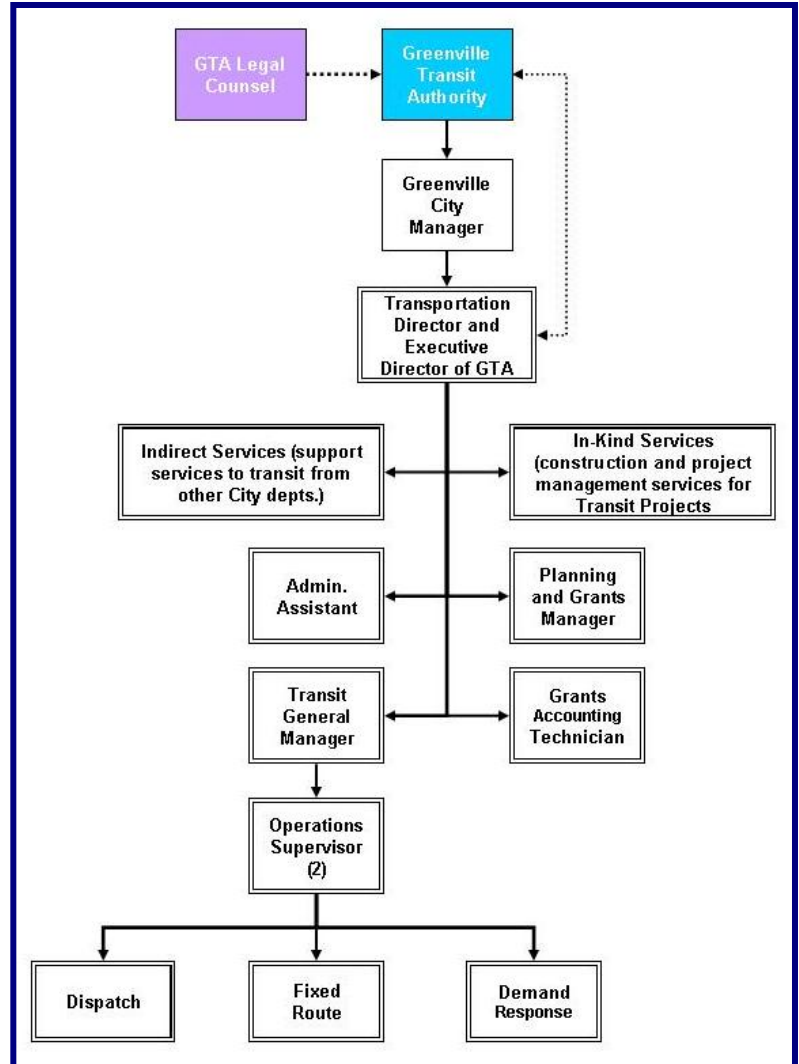 GTA Legal
Counsel
Greenville
Transit
Authority
Greenville
City
Manager
Transportation
Director and
Executive
Director of GTA
Indirect Services (support
services to transit from
other City depts.)
In-Kind Services
(construction and project
management services for
Transit Projects
Admin.
Assistant
Planning
and Grants
Manager
Transit
General
Manager
Grants
Accounting
Technician
Operations
Supervisor
(2)
Dispatch
Fixed
Route
Demand
Response